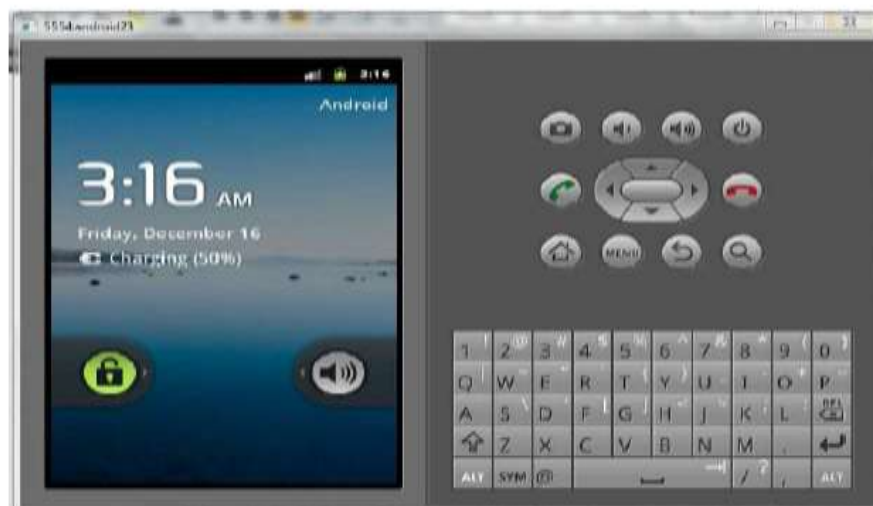 5554:android23
3:16
Android
3:16 AM
Friday, December 16
Charging (50%)
MENU
1 ! 2 @ 3 # 4 $ 5 % 6 ^ 7 & 8 * 9 ( 0 )
Q W E R T Y U I O P
A S D F G H J K L DEL
Z X C V B N M .
ALT SYM @ / ? , ALT